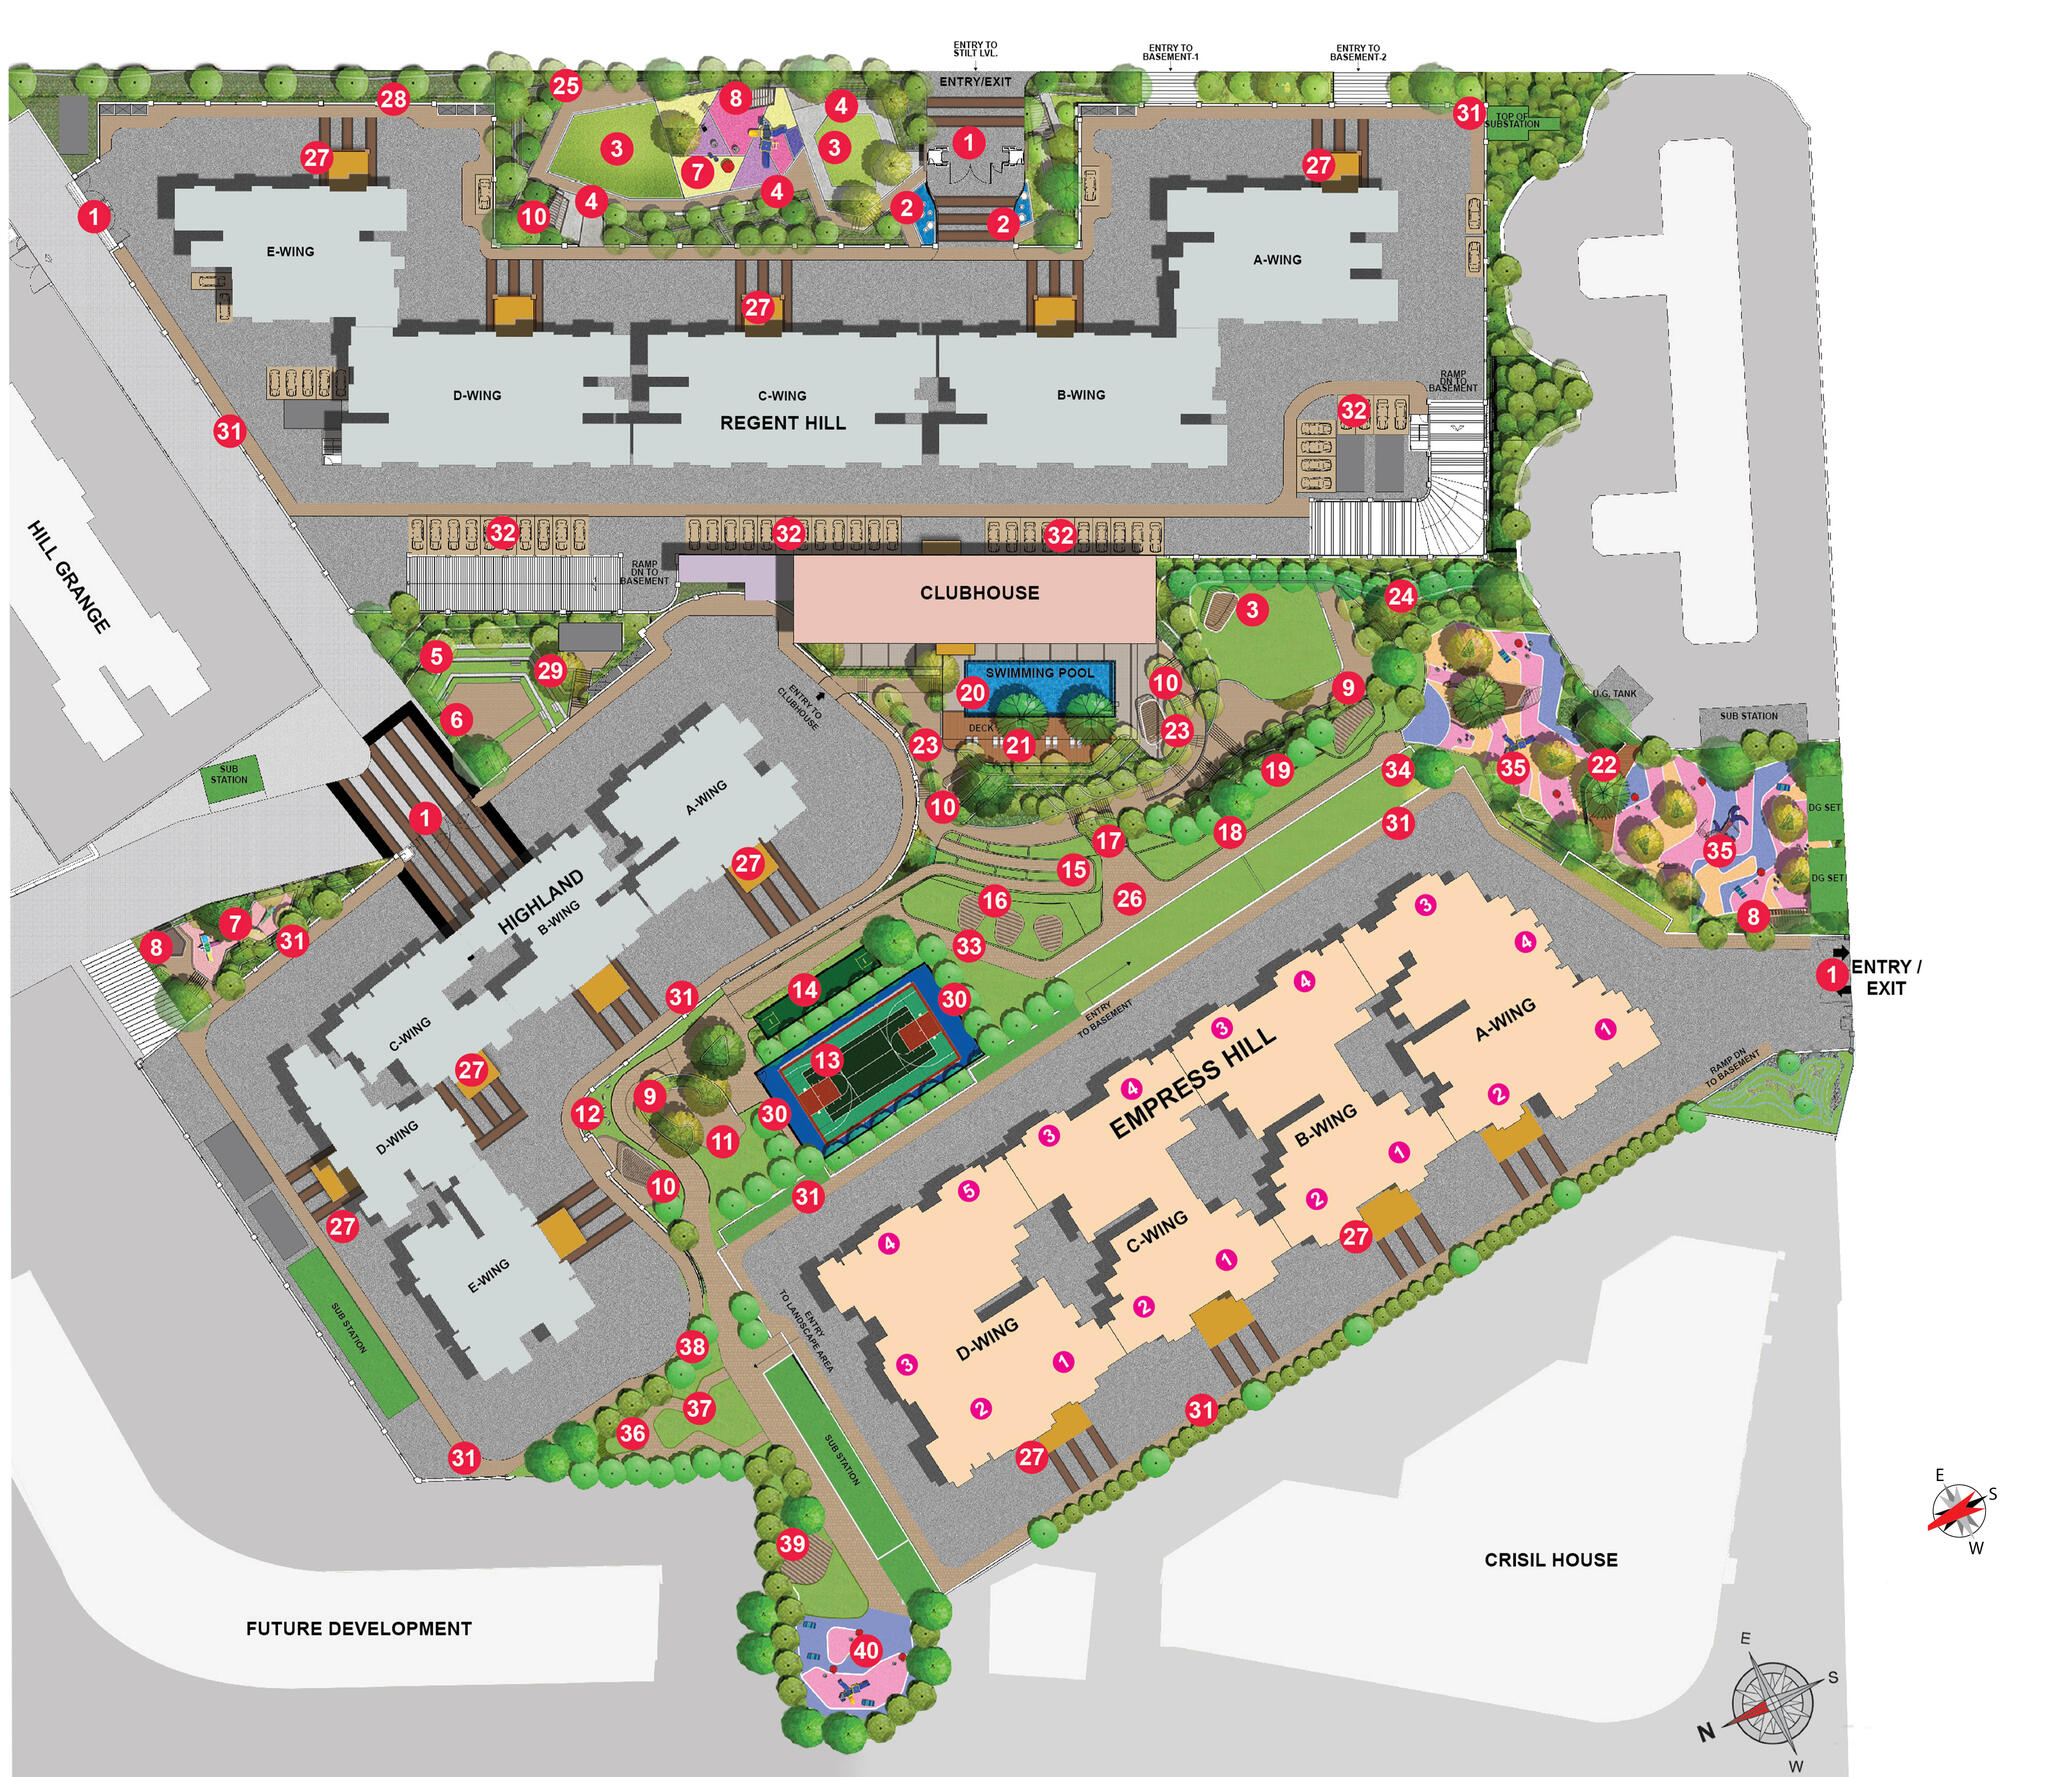 ENTRY TO
STILT LVL.
ENTRY TO
BASEMENT-1
ENTRY TO
BASEMENT-2
ENTRY/EXIT
25
28
8
4
31
TOP OF
SUBSTATION
3
3
1
27
7
27
1
10
4
4
2
2
E-WING
A-WING
27
D-WING
C-WING
B-WING
REGENT HILL
RAMP
DN TO
BASEMENT
32
31
HILL GRANGE
32
32
32
RAMP
DN TO
BASEMENT
CLUBHOUSE
3
24
5
29
6
ENTRY TO
CLUBHOUSE
SWIMMING POOL
20
10
9
U.G. TANK
SUB STATION
DECK
23
21
23
SUB
STATION
19
34
35
22
A-WING
1
10
18
31
DG SET
17
35
27
15
DG SET
HIGHLAND
B-WING
16
26
3
8
7
8
31
33
4
1
ENTRY /
EXIT
14
31
30
4
ENTRY
TO BASEMENT
C-WING
3
A-WING
1
EMPRESS HILL
13
27
4
9
2
RAMP DN
TO BASEMENT
12
30
B-WING
3
D-WING
11
1
10
31
5
2
27
C-WING
27
4
1
E-WING
2
ENTRY
TO LANDSCAPE AREA
SUB STATION
38
D-WING
3
1
37
2
31
36
SUB STATION
31
27
39
E
S
W
CRISIL HOUSE
FUTURE DEVELOPMENT
40
E
S
N
W